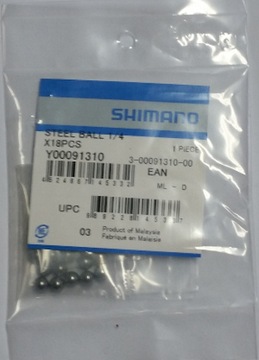 SHIMANO
STEEL BALL 1/4
X18PCS
1 PIECE
Y00091310
3-00091310-00
EAN
ML - D
UPC
03
Product of Malaysia
Fabrique en Malaisie